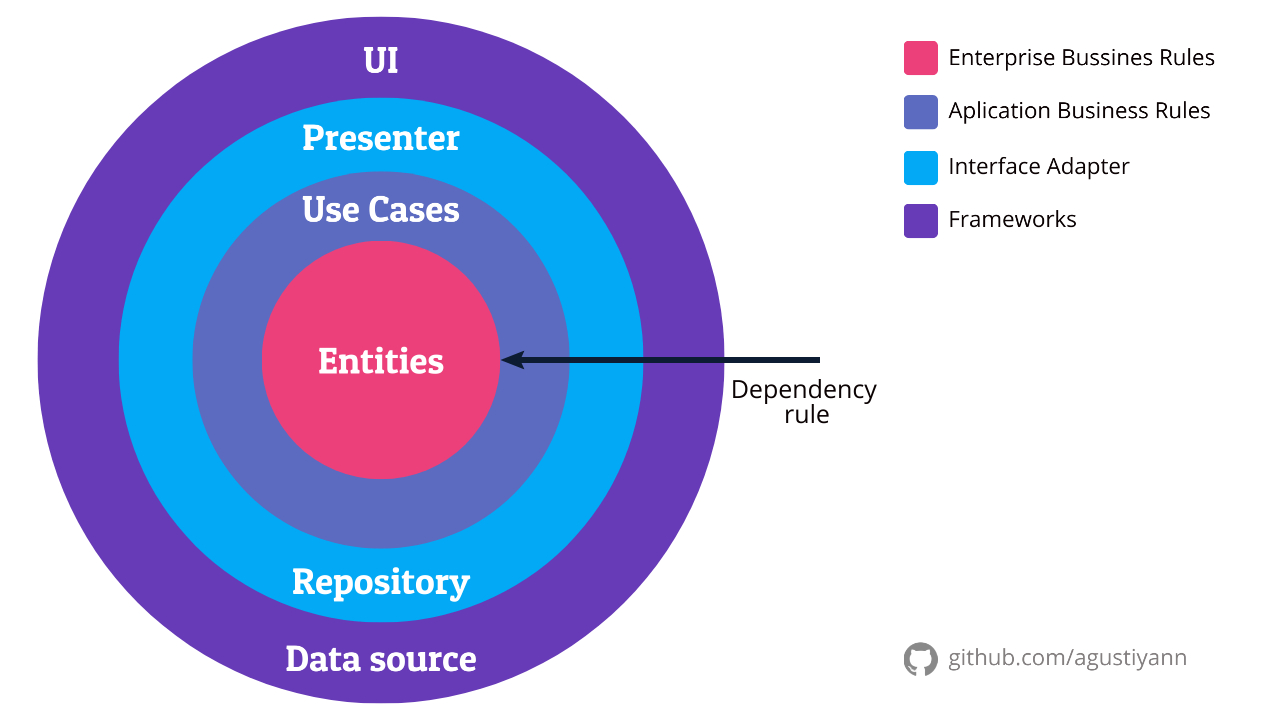 UI
Presenter
Use Cases
Entities
Repository
Data source
Dependency
rule
Enterprise Bussines Rules
Aplication Business Rules
Interface Adapter
Frameworks
github.com/agustiyann